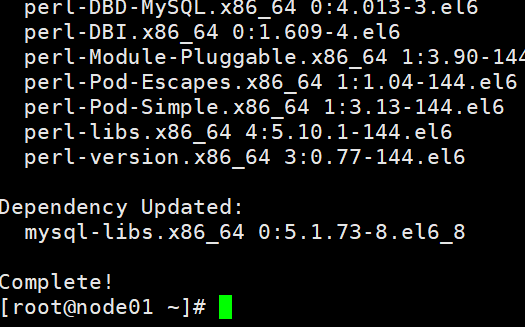 perl-DBD-MySQL.x86_64 0:4.013-3.el6
perl-DBI.x86_64 0:1.609-4.el6
perl-Module-Pluggable.x86_64 1:3.90-144
perl-Pod-Escapes.x86_64 1:1.04-144.el6
perl-Pod-Simple.x86_64 1:3.13-144.el6
perl-libs.x86_64 4:5.10.1-144.el6
perl-version.x86_64 3:0.77-144.el6
Dependency Updated:
mysql-libs.x86_64 0:5.1.73-8.el6_8
Complete!
[root@node01 ~]#